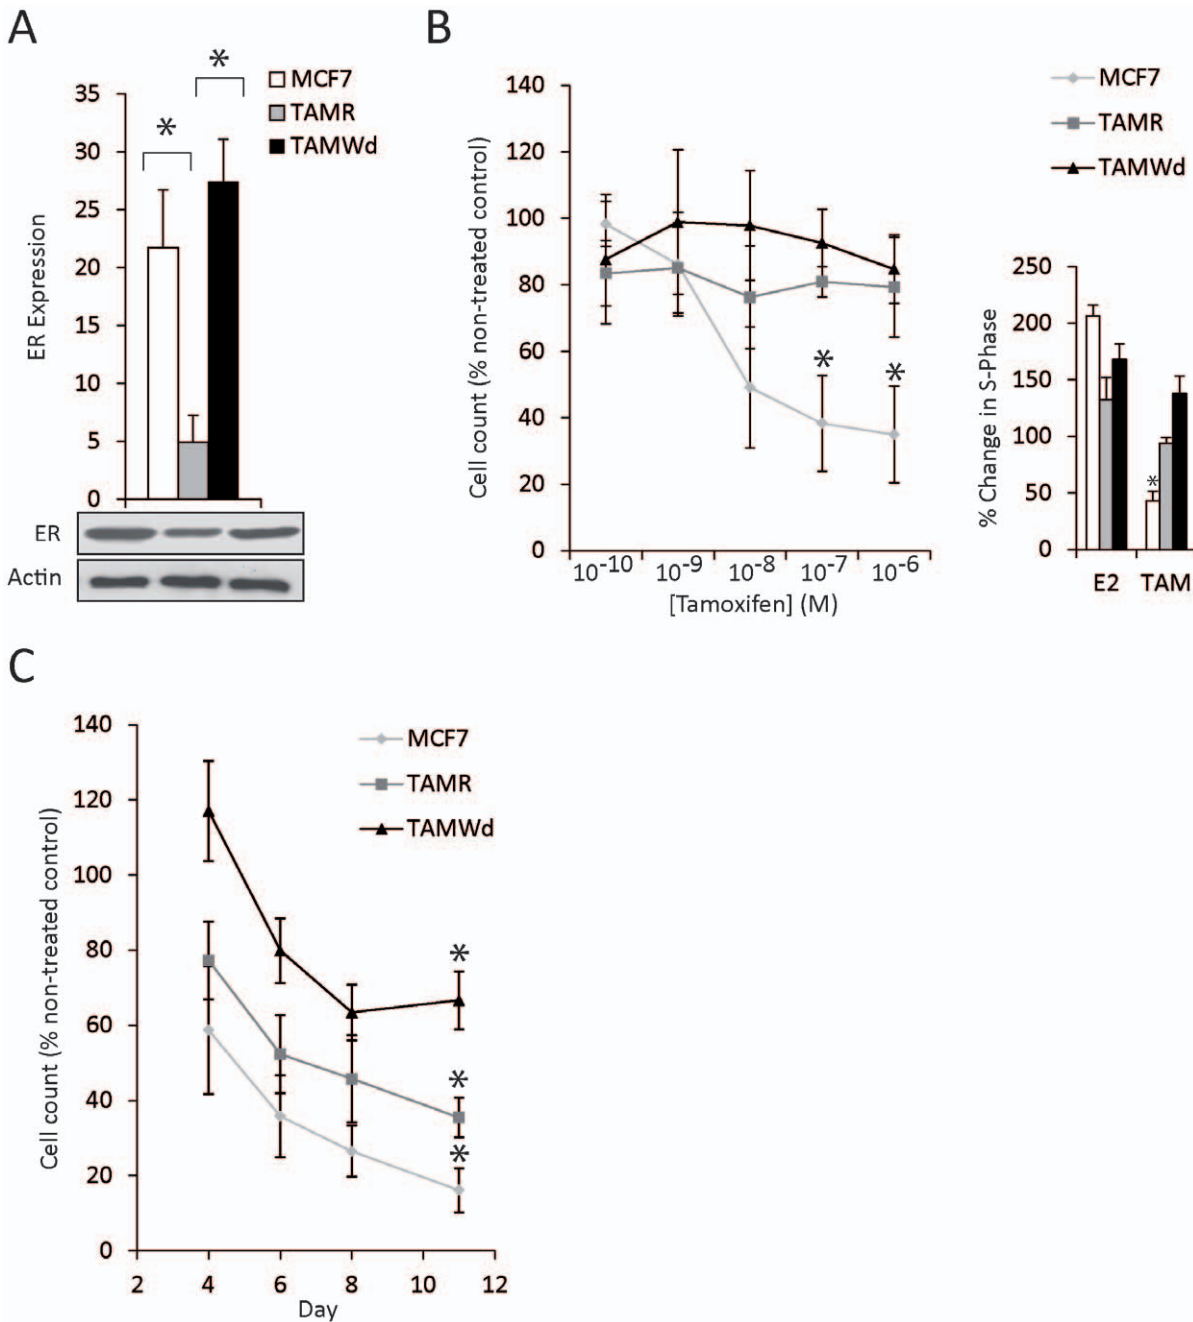 A
*
*
MCF7
TAMR
TAMWd
35
30
25
20
15
10
5
0
ER Expression
ER
Actin
B
140
120
100
80
60
40
20
0
Cell count (% non-treated control)
*
*
10-10 10-9 10-8 10-7 10-6
[Tamoxifen] (M)
MCF7
TAMR
TAMWd
250
200
150
100
50
0
% Change in S-Phase
*
E2 TAM
C
140
120
100
80
60
40
20
0
Cell count (% non-treated control)
MCF7
TAMR
TAMWd
*
*
*
2 4 6 8 10 12
Day